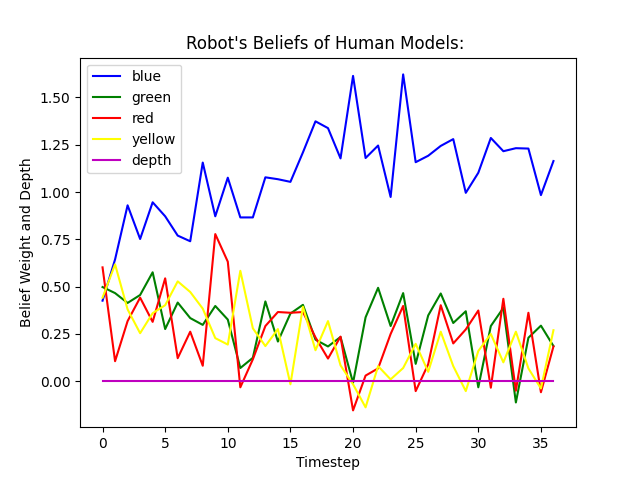 Robot's Beliefs of Human Models:
blue
green
red
yellow
depth
Belief Weight and Depth
1.50
1.25
1.00
0.75
0.50
0.25
0.00
0 5 10 15 20 25 30 35
Timestep